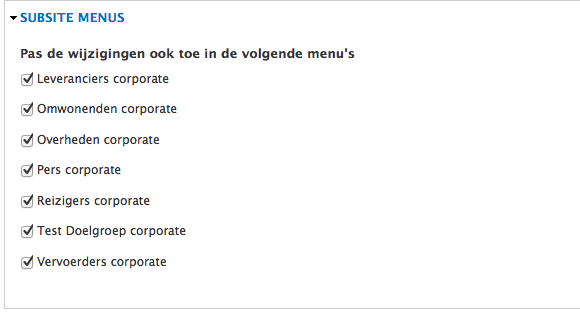 SUBSITE MENUS
Pas de wijzigingen ook toe in de volgende menu's
Leveranciers corporate
Omwonenden corporate
Overheden corporate
Pers corporate
Reizigers corporate
Test Doelgroep corporate
Vervoerders corporate